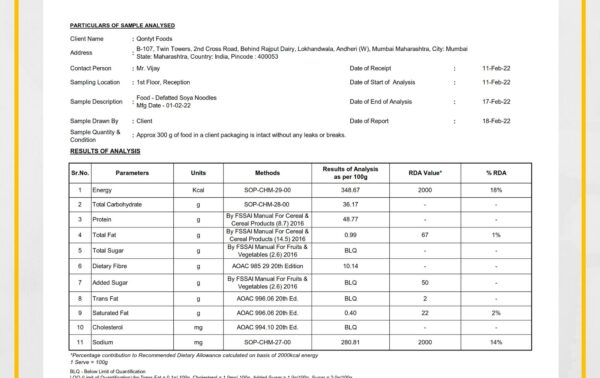 PARTICULARS OF SAMPLE ANALYSED
Client Name : Qontyt Foods
Address : B-107, Twin Towers, 2nd Cross Road, Behind Rajput Dairy, Lokhandwala, Andheri (W), Mumbai Maharashtra, City: Mumbai
State: Maharashtra, Country: India, Pincode : 400053
Contact Person : Mr. Vijay Date of Receipt : 11-Feb-22
Sampling Location : 1st Floor, Reception Date of Start of Analysis : 11-Feb-22
Sample Description : Food - Defatted Soya Noodles
Mfg Date - 01-02-22 Date of End of Analysis : 17-Feb-22
Sample Drawn By : Client Date of Report : 18-Feb-22
Sample Quantity &
Condition : Approx 300 g of food in a client packaging is intact without any leaks or breaks.
RESULTS OF ANALYSIS
Sr.No. Parameters Units Methods Results of Analysis as per 100g RDA Value* % RDA
1 Energy Kcal SOP-CHM-29-00 348.67 2000 18%
2 Total Carbohydrate g SOP-CHM-28-00 36.17 - -
3 Protein g By FSSAI Manual For Cereal & Cereal Products (8.7) 2016 48.77 - -
4 Total Fat g By FSSAI Manual For Cereal & Cereal Products (14.5) 2016 0.99 67 1%
5 Total Sugar g By FSSAI Manual For Fruits & Vegetables (2.6) 2016 BLQ - -
6 Dietary Fibre g AOAC 985 29 20th Edition 10.14 - -
7 Added Sugar g By FSSAI Manual For Fruits & Vegetables (2.6) 2016 BLQ 50 -
8 Trans Fat g AOAC 996.06 20th Ed. BLQ 2 -
9 Saturated Fat g AOAC 996.06 20th Ed. 0.40 22 2%
10 Cholesterol mg AOAC 994.10 20th Ed. BLQ - -
11 Sodium mg SOP-CHM-27-00 280.81 2000 14%
*Percentage contribution to Recommended Dietary Allowance calculated on basis of 2000kcal energy
1 Serve = 100g
BLQ - Below Limit of Quantification